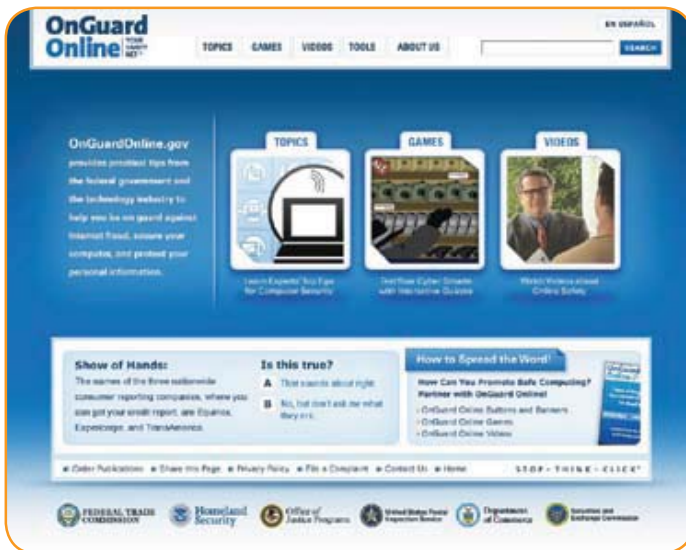 OnGuard
Online
YOUR
SAFETY
NET
EN ESPAÑOL
TOPICS GAMES VIDEOS TOOLS ABOUT US
SEARCH
OnGuardOnline.gov
provides practical tips from
the federal government and
the technology industry to
help you be on guard against
Internet fraud, secure your
computer, and protect your
personal information.
TOPICS
GAMES
VIDEOS
Learn Experts' Top Tips
for Computer Security
Test Your Cyber Smarts
with Interactive Quizzes
Watch Videos about
Online Safety
Show of Hands:
The names of the three nationwide
consumer reporting companies, where you
can get your credit report, are Equinox,
Expertongo, and TransAmerica.
Is this true?
A That sounds about right.
B No, but don't ask me what
they are.
How to Spread the Word!
How Can You Promote Safe Computing?
Partner with OnGuard Online!
OnGuard Online Buttons and Banners
OnGuard Online Games
OnGuard Online Videos
Order Publications Share this Page Privacy Policy File a Complaint Contact Us Home
STOP · THINK · CLICK
FEDERAL TRADE
COMMISSION
Homeland
Security
Office of
Justice Programs
United States Postal
Inspection Service
Department
of Commerce
Securities and
Exchange Commission